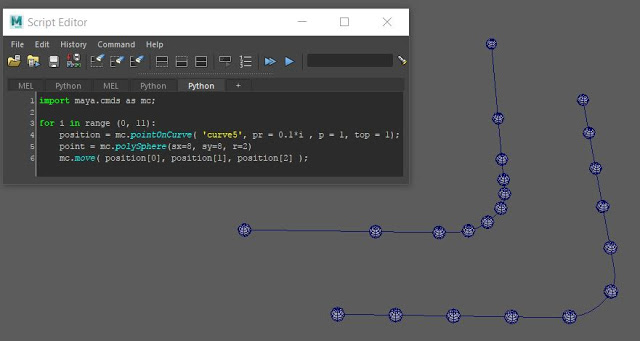 Script Editor
File Edit History Command Help
MEL Python MEL Python Python +
1 import maya.cmds as mc;
2
3 for i in range (0, 11):
4 position = mc.pointOnCurve( 'curve5', pr = 0.1*i , p = 1, top = 1);
5 point = mc.polySphere(sx=8, sy=8, r=2)
6 mc.move( position[0], position[1], position[2] );